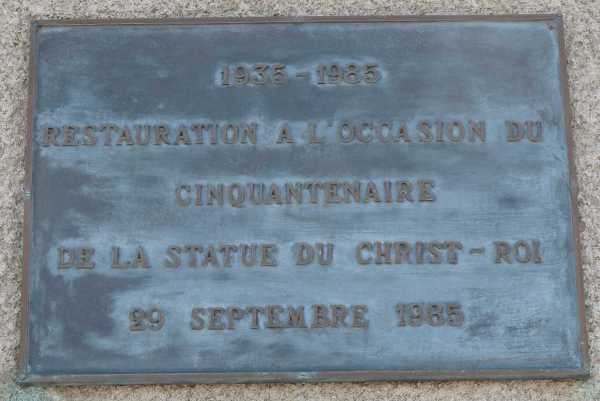 1935 - 1985
RESTAURATION A L'OCCASION DU
CINQUANTENAIRE
DE LA STATUE DU CHRIST - ROI
29 SEPTEMBRE 1985